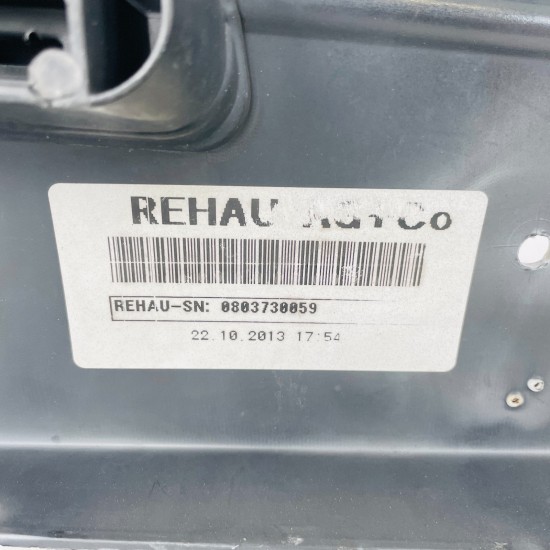 REHAU AG+Co
REHAU-SN: 0803730059
22.10.2013 17:54